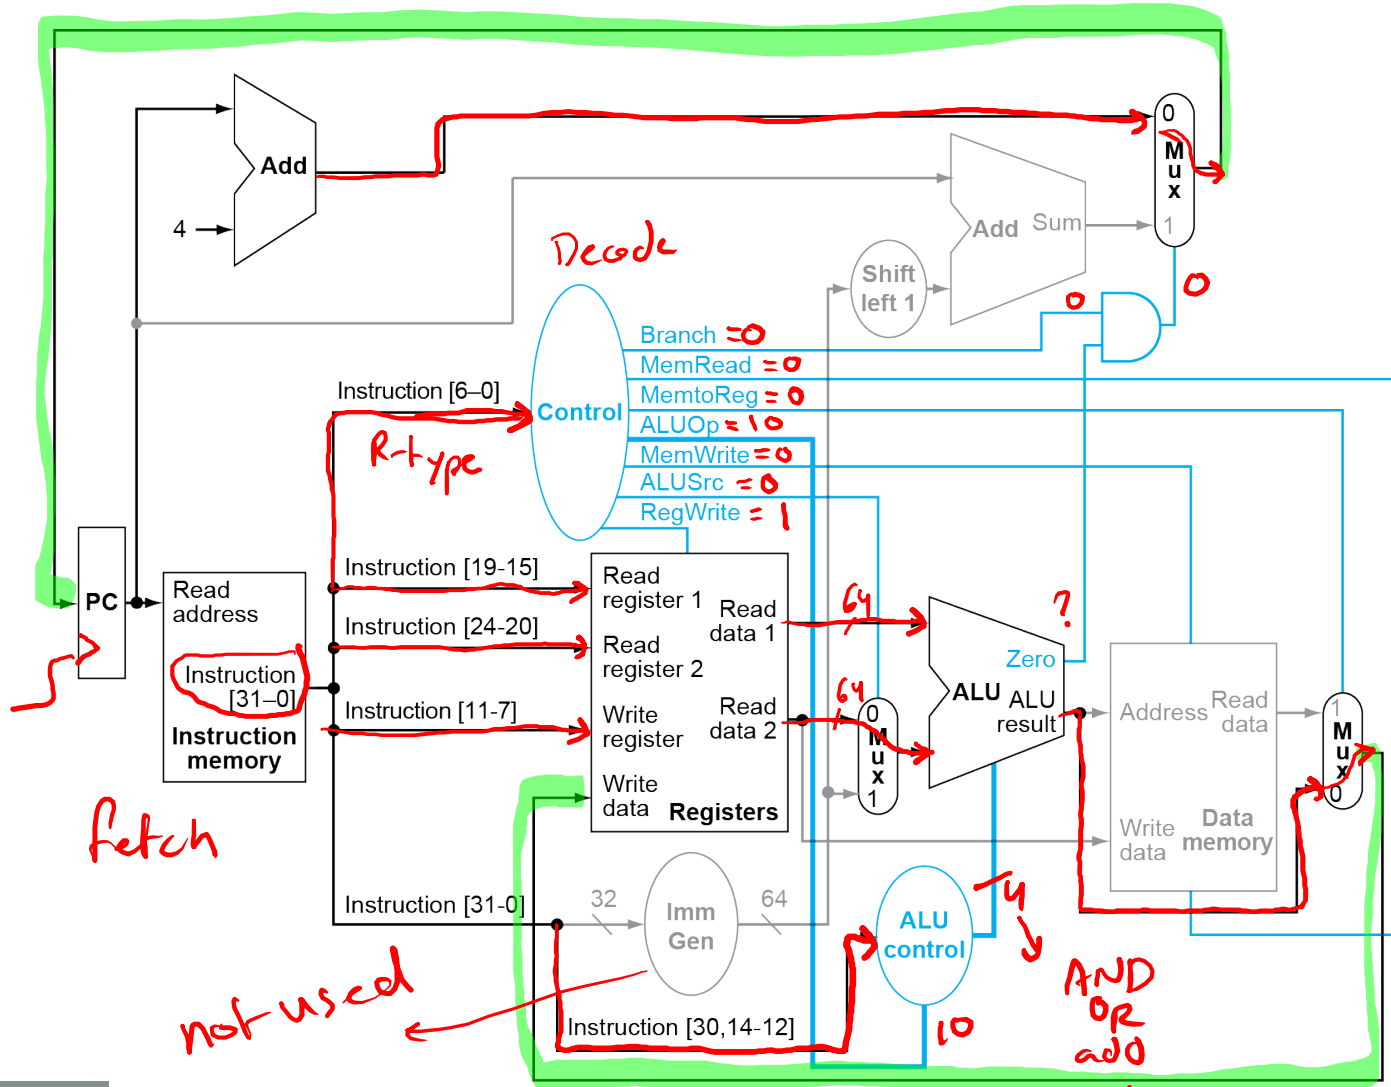 0
Add
M
u
x
4
Add
Sum
1
Decode
Shift
left 1
0
0
Branch =0
MemRead =0
Instruction [6–0]
MemtoReg =0
Control
ALUOp =10
R-type
MemWrite =0
ALUSrc =0
RegWrite =1
Instruction [19-15]
Read
register 1
PC
Read
address
Read
data 1
64
?
Instruction [24-20]
Read
register 2
Zero
Instruction
[31–0]
ALU
ALU
result
64
Instruction [11-7]
Write
register
Read
data 2
0
M
u
x
1
Address
Read
data
1
M
u
x
0
Instruction
memory
Write
data
Registers
Write
data
Data
memory
fetch
Instruction [31-0]
32
Imm
Gen
64
ALU
control
4
not used
AND
OR
add
Instruction [30,14-12]
10